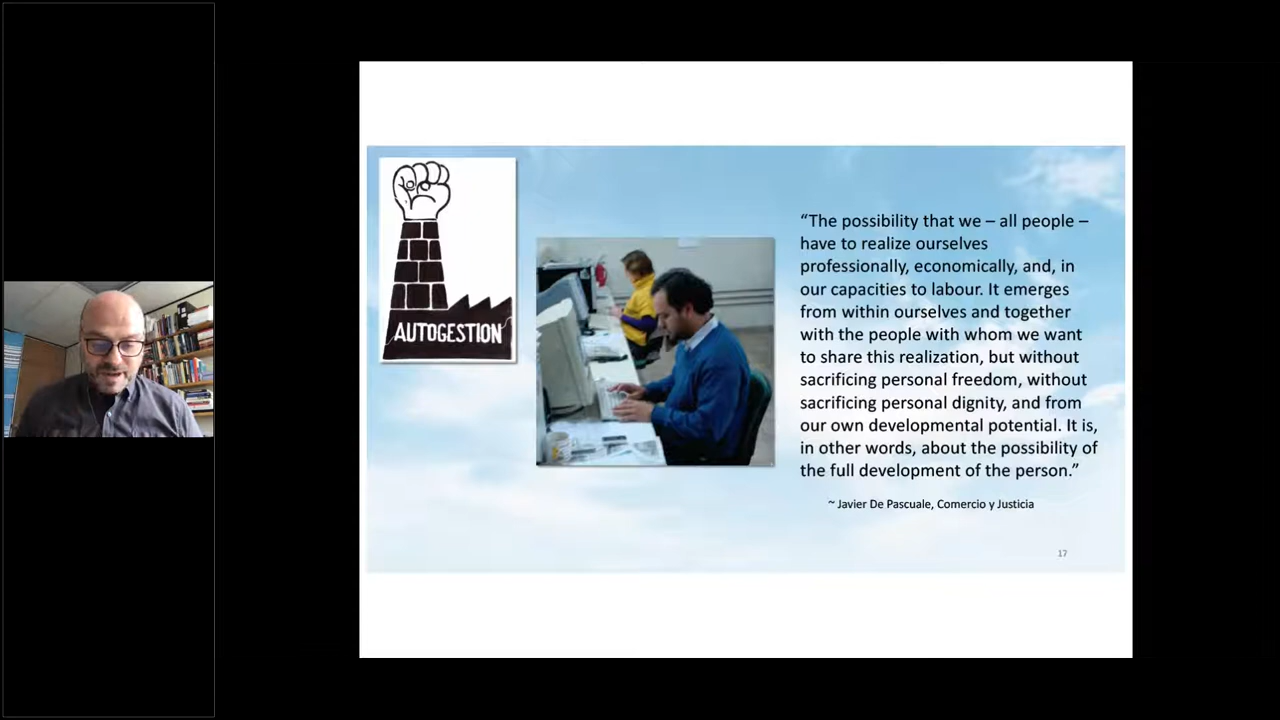 AUTOGESTION
“The possibility that we – all people –
have to realize ourselves
professionally, economically, and, in
our capacities to labour. It emerges
from within ourselves and together
with the people with whom we want
to share this realization, but without
sacrificing personal freedom, without
sacrificing personal dignity, and from
our own developmental potential. It is,
in other words, about the possibility of
the full development of the person.”
~ Javier De Pascuale, Comercio y Justicia
17